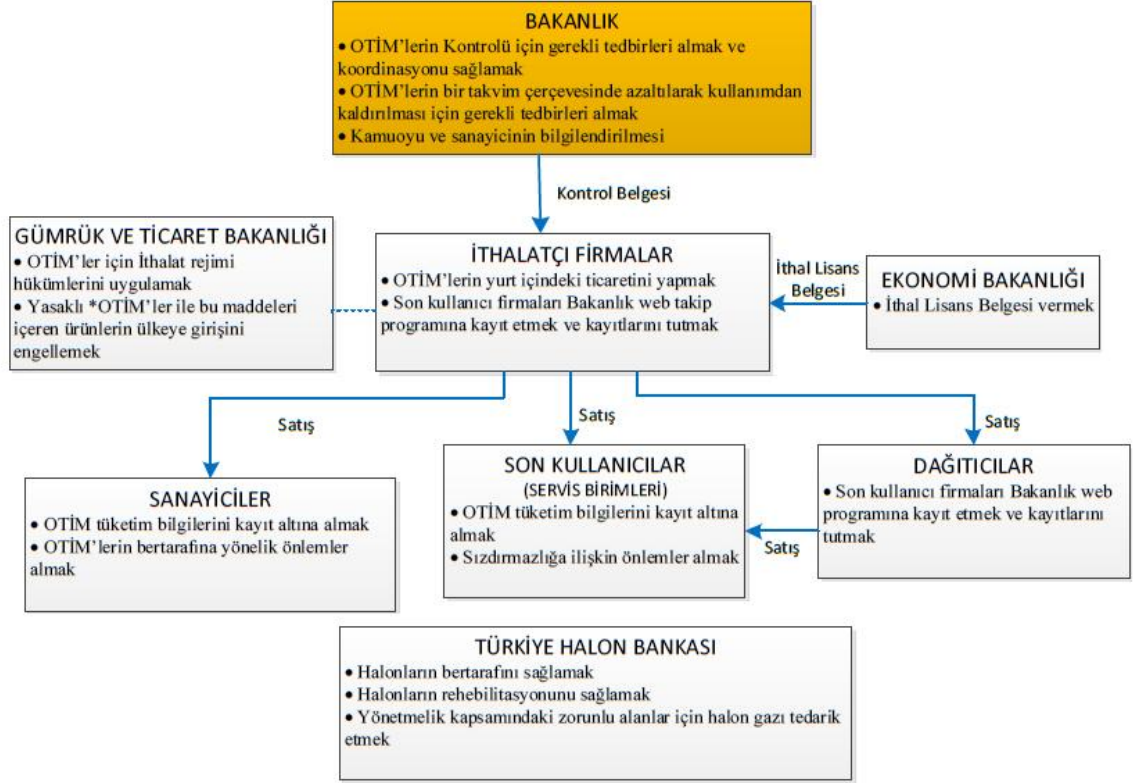 BAKANLIK
• OTİM'lerin Kontrolü için gerekli tedbirleri almak ve
koordinasyonu sağlamak
• OTİM'lerin bir takvim çerçevesinde azaltılarak kullanımdan
kaldırılması için gerekli tedbirleri almak
• Kamuoyu ve sanayicinin bilgilendirilmesi
Kontrol Belgesi
GÜMRÜK VE TİCARET BAKANLIĞI
• OTİM'ler için İthalat rejimi
hükümlerini uygulamak
• Yasaklı *OTİM'ler ile bu maddeleri
içeren ürünlerin ülkeye girişini
engellemek
İTHALATÇI FİRMALAR
• OTİM'lerin yurt içindeki ticaretini yapmak
• Son kullanıcı firmaları Bakanlık web takip
programına kayıt etmek ve kayıtlarını tutmak
İthal Lisans
Belgesi
EKONOMİ BAKANLIĞI
• İthal Lisans Belgesi vermek
Satış
Satış
Satış
SANAYİCİLER
• OTİM tüketim bilgilerini kayıt altına almak
• OTİM'lerin bertarafına yönelik önlemler
almak
SON KULLANICILAR
(SERVİS BİRİMLERİ)
• OTİM tüketim bilgilerini kayıt altına
almak
• Sızdırmazlığa ilişkin önlemler almak
Satış
DAĞITICILAR
• Son kullanıcı firmaları Bakanlık web
programına kayıt etmek ve kayıtlarını
tutmak
TÜRKİYE HALON BANKASI
• Halonların bertarafını sağlamak
• Halonların rehabilitasyonunu sağlamak
• Yönetmelik kapsamındaki zorunlu alanlar için halon gazı tedarik
etmek